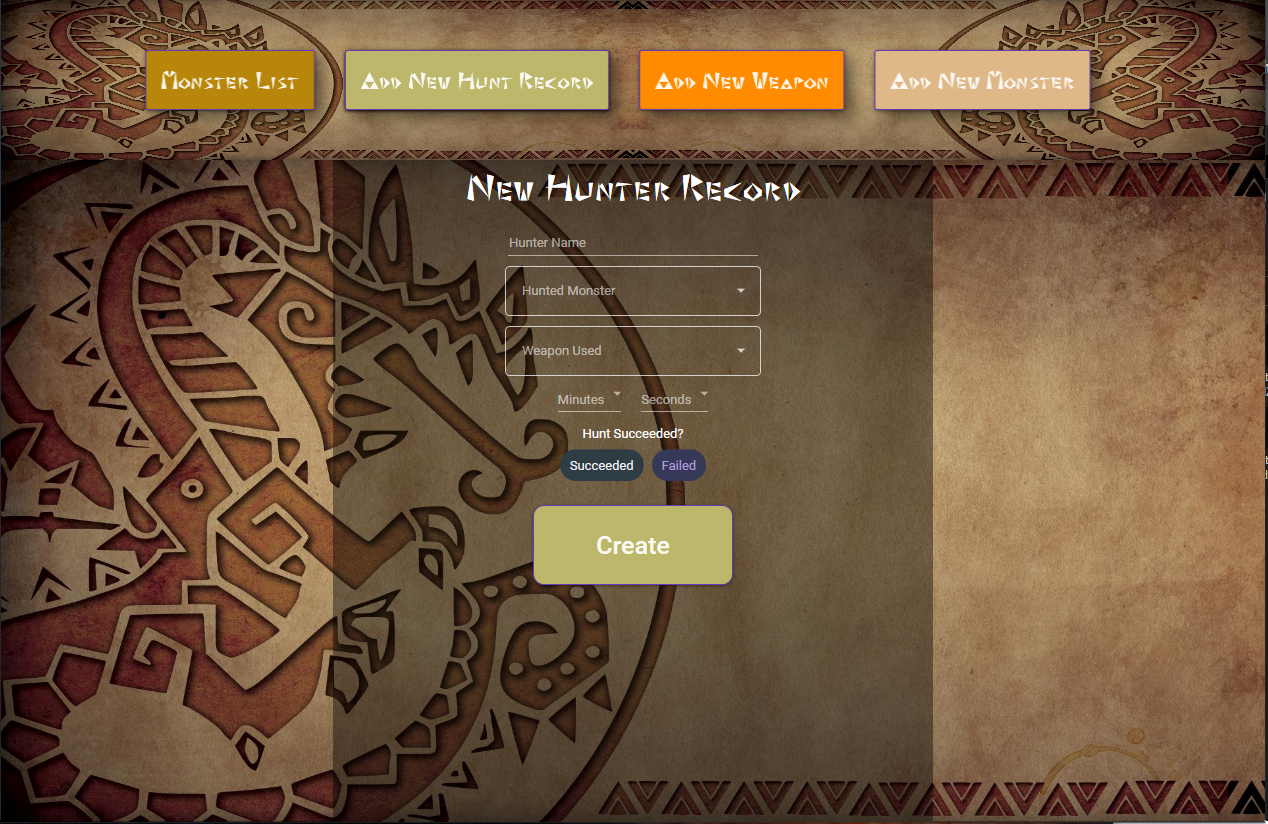 Monster List
Add New Hunt Record
Add New Weapon
Add New Monster
New Hunter Record
Hunter Name
Hunted Monster
Weapon Used
Minutes Seconds
Hunt Succeeded?
Succeeded Failed
Create